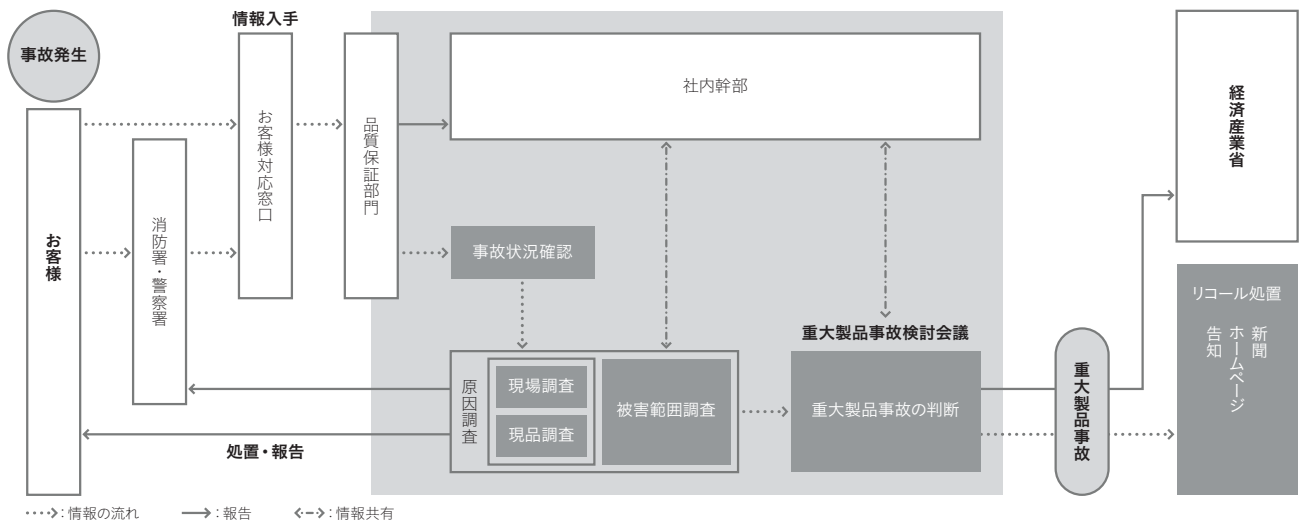 事故発生
お客様
消防署・警察署
情報入手
お客様対応窓口
品質保証部門
社内幹部
事故状況確認
原因調査
現場調査
現品調査
被害範囲調査
重大製品事故検討会議
重大製品事故の判断
処置・報告
重大製品事故
経済産業省
リコール処置
新聞
ホームページ
告知
：情報の流れ
：報告
：情報共有